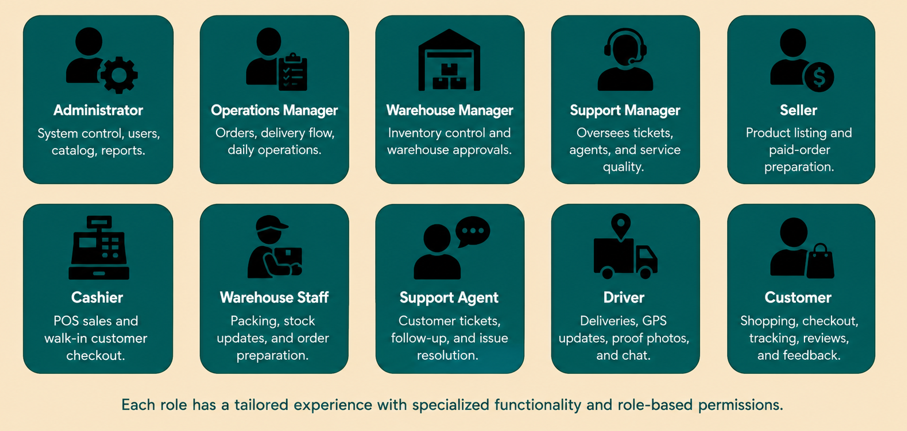 Administrator
System control, users,
catalog, reports.
Operations Manager
Orders, delivery flow,
daily operations.
Warehouse Manager
Inventory control and
warehouse approvals.
Support Manager
Oversees tickets,
agents, and service
quality.
Seller
$
Product listing and
paid-order
preparation.
Cashier
POS sales and
walk-in customer
checkout.
Warehouse Staff
Packing, stock
updates, and order
preparation.
Support Agent
Customer tickets,
follow-up, and issue
resolution.
Driver
Deliveries, GPS
updates, proof photos,
and chat.
Customer
Shopping, checkout,
tracking, reviews,
and feedback.
Each role has a tailored experience with specialized functionality and role-based permissions.